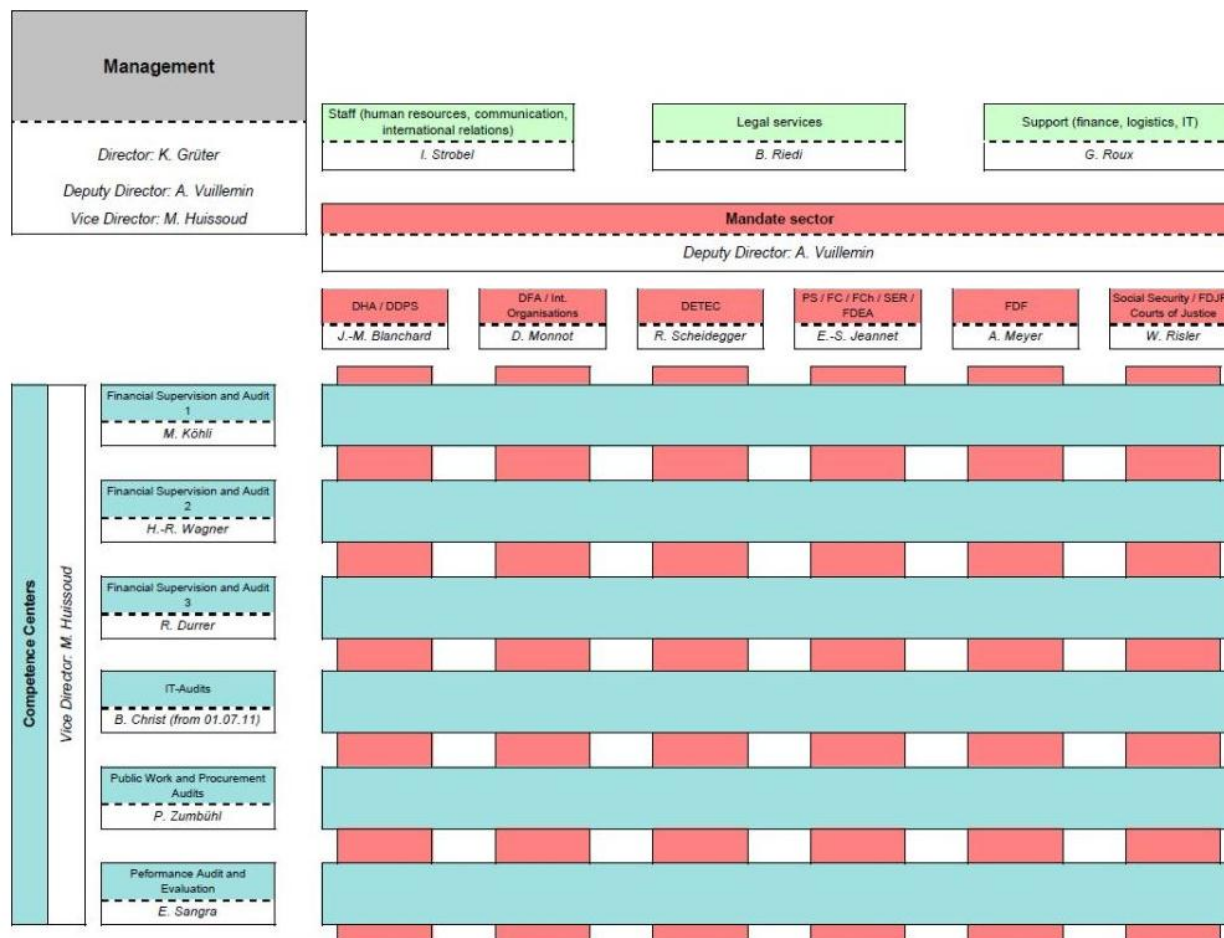 Management
Director: K. Grüter
Deputy Director: A. Vuillemin
Vice Director: M. Huissoud
Staff (human resources, communication,
international relations)
I. Strobel
Legal services
B. Riedi
Support (finance, logistics, IT)
G. Roux
Mandate sector
Deputy Director: A. Vuillemin
DHA / DDPS
J.-M. Blanchard
DFA / Int.
Organisations
D. Monnot
DETEC
R. Scheidegger
PS / FC / FCh / SER /
FDEA
E.-S. Jeannet
FDF
A. Meyer
Social Security / FDJP
Courts of Justice
W. Risler
Competence Centers
Vice Director: M. Huissoud
Financial Supervision and Audit
1
M. Köhli
Financial Supervision and Audit
2
H.-R. Wagner
Financial Supervision and Audit
3
R. Durrer
IT-Audits
B. Christ (from 01.07.11)
Public Work and Procurement
Audits
P. Zumbühl
Peformance Audit and
Evaluation
E. Sangra